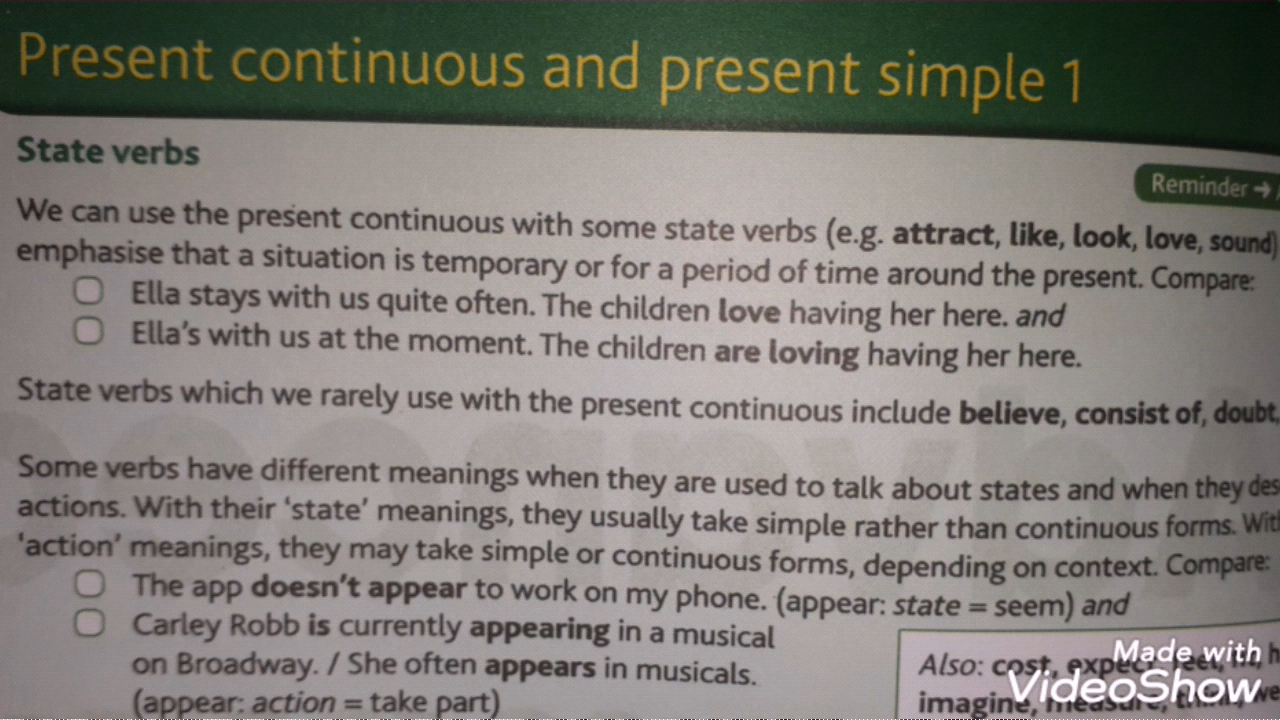 Present continuous and present simple 1
State verbs
Reminder →
We can use the present continuous with some state verbs (e.g. attract, like, look, love, sound)
emphasise that a situation is temporary or for a period of time around the present. Compare:
Ella stays with us quite often. The children love having her here. and
Ella's with us at the moment. The children are loving having her here.
State verbs which we rarely use with the present continuous include believe, consist of, doubt,
Some verbs have different meanings when they are used to talk about states and when they des
actions. With their 'state' meanings, they usually take simple rather than continuous forms. Wit
'action' meanings, they may take simple or continuous forms, depending on context. Compare:
The app doesn't appear to work on my phone. (appear: state = seem) and
Carley Robb is currently appearing in a musical
on Broadway. / She often appears in musicals.
(appear: action = take part)
Also: cost,
imagine, measure,
Made with
VideoShow